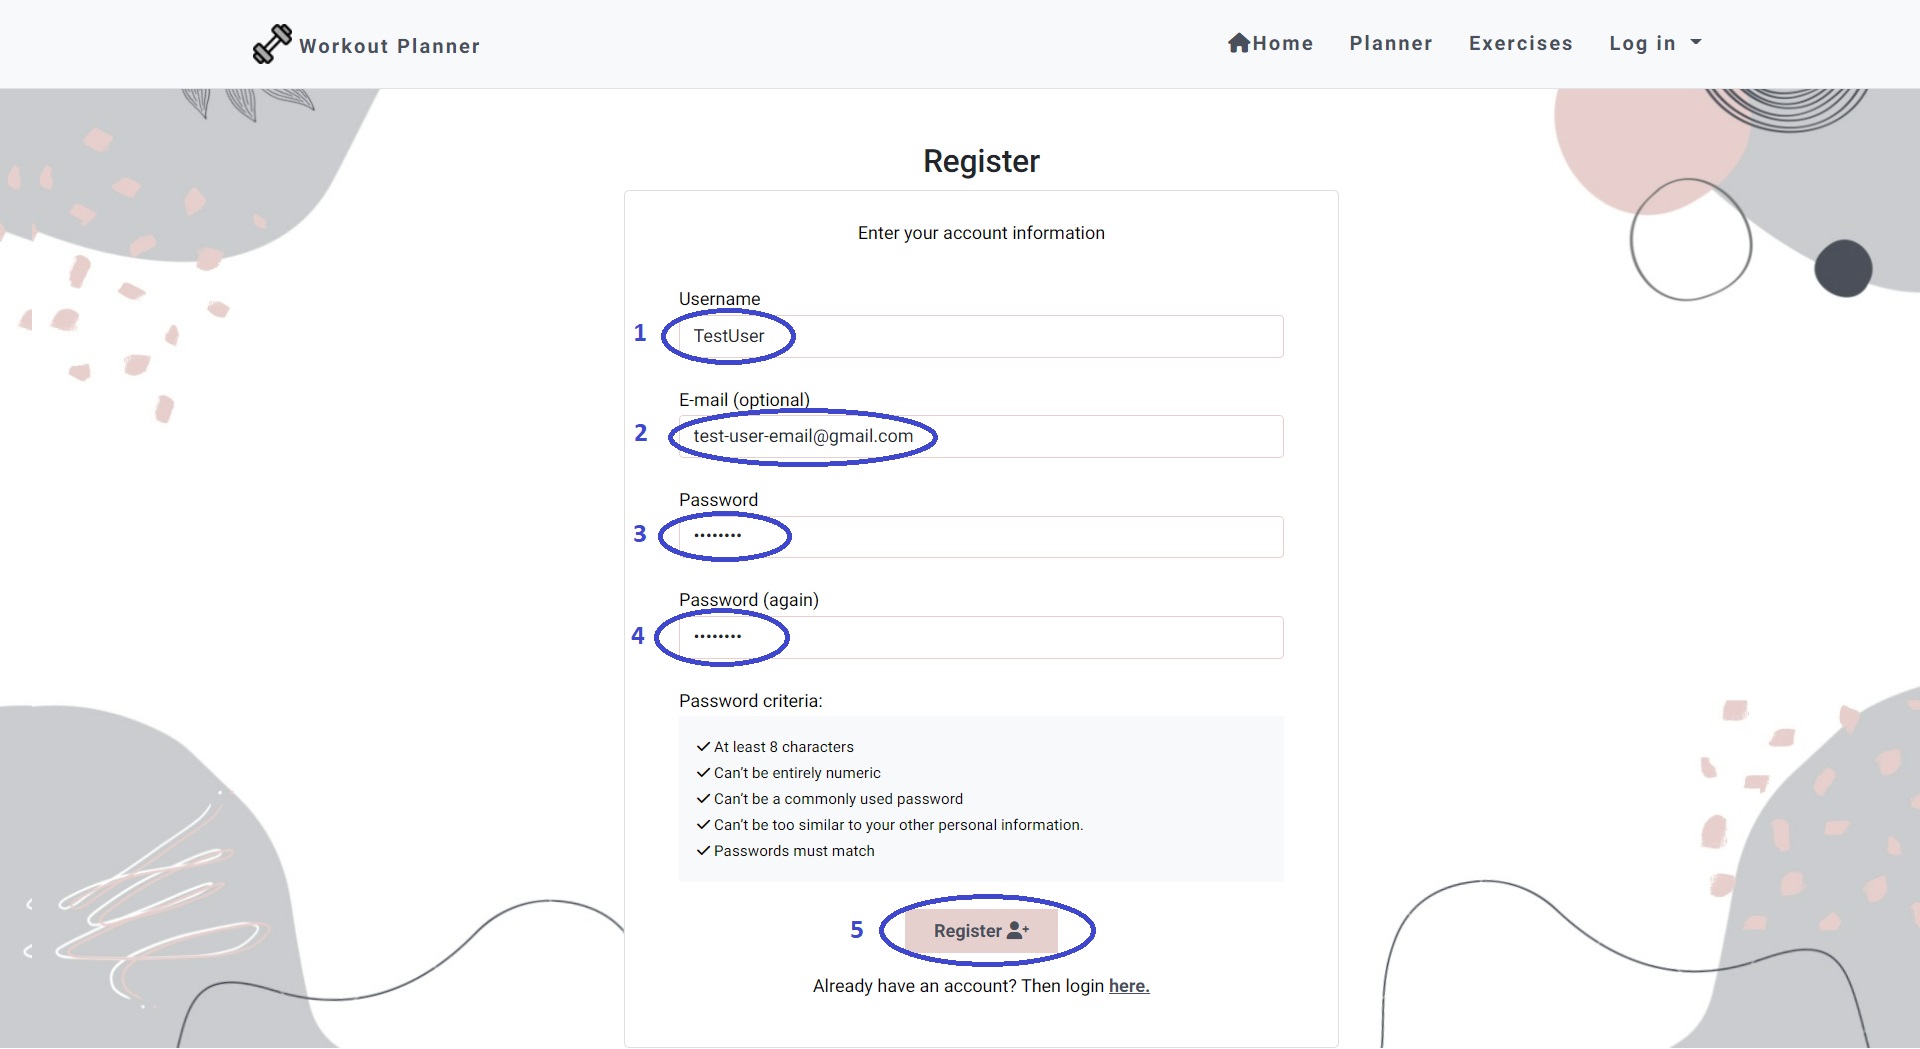 Workout Planner
Home Planner Exercises Log in
Register
Enter your account information
Username
1 TestUser
E-mail (optional)
2 test-user-email@gmail.com
Password
3 ••••••••
Password (again)
4 ••••••••
Password criteria:
At least 8 characters
Can't be entirely numeric
Can't be a commonly used password
Can't be too similar to your other personal information.
Passwords must match
5 Register
Already have an account? Then login here.